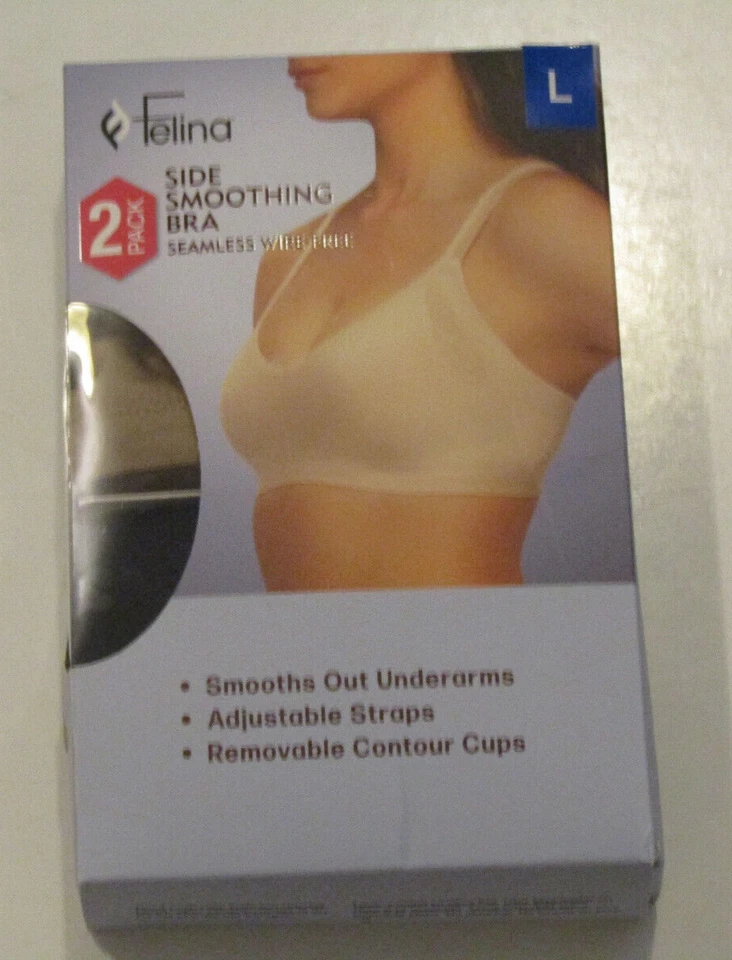 L
Felina
SIDE
SMOOTHING
BRA
SEAMLESS WIRE FREE
2 PACK
• Smooths Out Underarms
• Adjustable Straps
• Removable Contour Cups